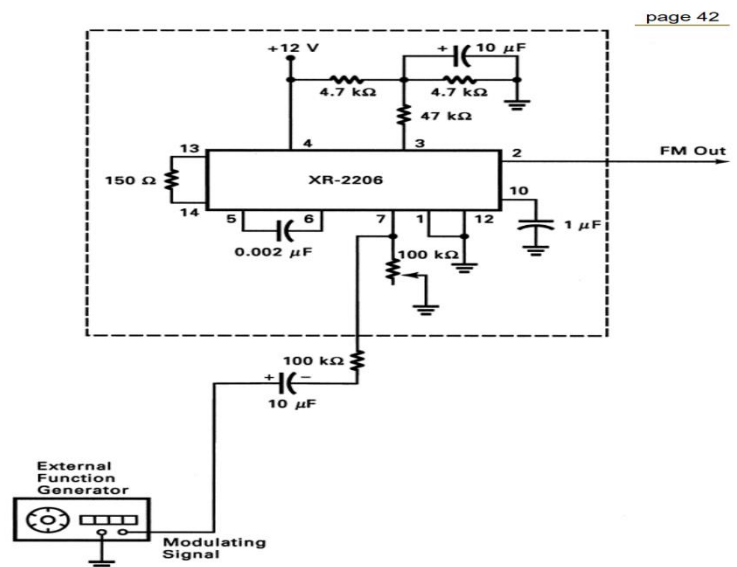 page 42
+12 V
+ 10 μF
4.7 kΩ
4.7 kΩ
47 kΩ
13
4
3
2
FM Out
150 Ω
XR-2206
10
14
5
6
7
1
12
1 μF
0.002 μF
100 kΩ
100 kΩ
+ −
10 μF
External
Function
Generator
Modulating
Signal